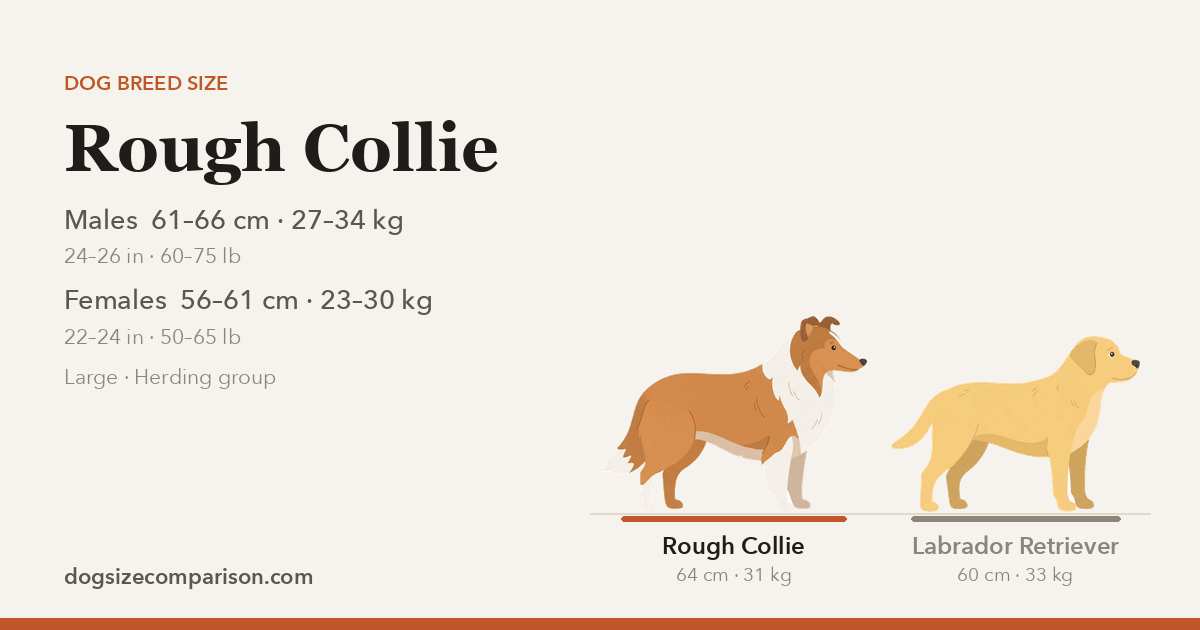 DOG BREED SIZE
Rough Collie
Males 61–66 cm · 27–34 kg
24–26 in · 60–75 lb
Females 56–61 cm · 23–30 kg
22–24 in · 50–65 lb
Large · Herding group
Rough Collie
64 cm · 31 kg
Labrador Retriever
60 cm · 33 kg
dogsizecomparison.com